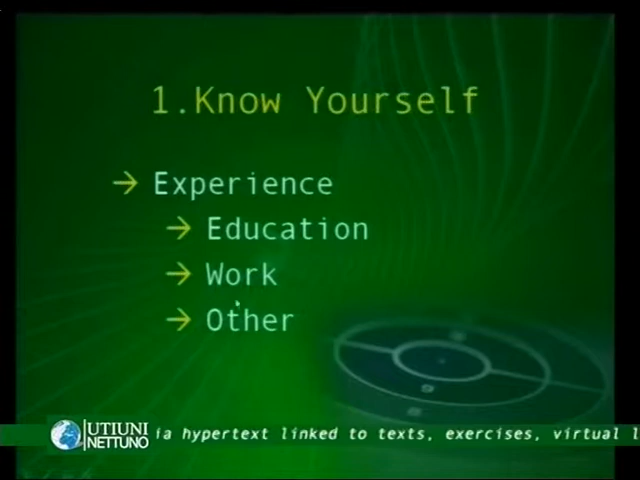 1.Know Yourself
→ Experience
→ Education
→ Work
→ Other
UTIUNI
NETTUNO
ia hypertext linked to texts, exercises, virtual l